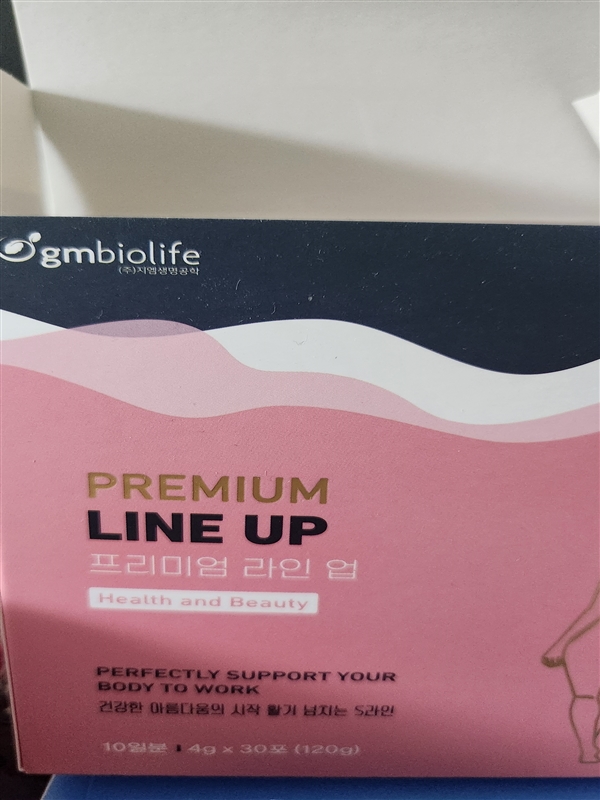 gmbiolife
(주)지엠생명공학
PREMIUM
LINE UP
프리미엄 라인 업
Health and Beauty
PERFECTLY SUPPORT YOUR
BODY TO WORK
건강한 아름다움의 시작 활기 넘치는 S라인
10일분 I 4g x 30포 (120g)